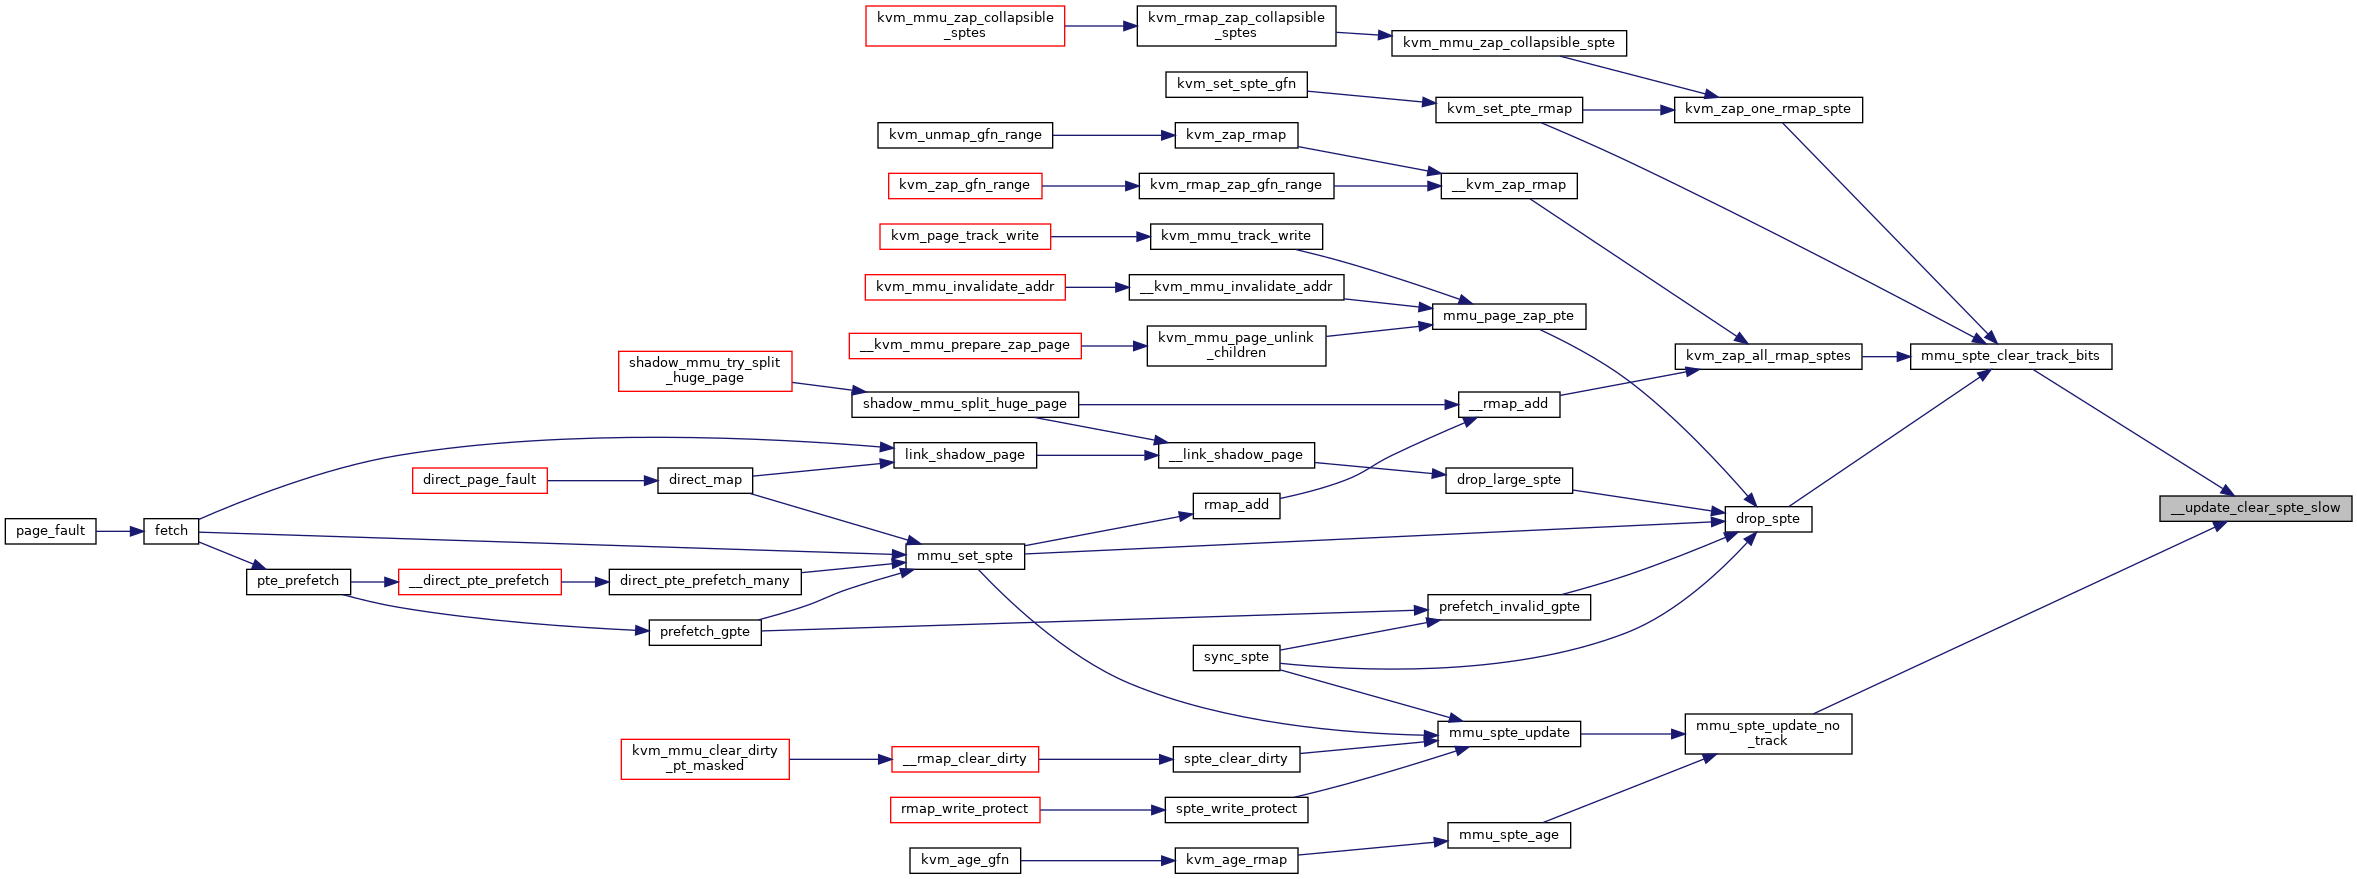 kvm_mmu_zap_collapsible
_sptes
kvm_rmap_zap_collapsible
_sptes
kvm_mmu_zap_collapsible_spte
kvm_set_spte_gfn
kvm_set_pte_rmap
kvm_zap_one_rmap_spte
kvm_unmap_gfn_range
kvm_zap_rmap
kvm_zap_gfn_range
kvm_rmap_zap_gfn_range
__kvm_zap_rmap
kvm_page_track_write
kvm_mmu_track_write
kvm_mmu_invalidate_addr
__kvm_mmu_invalidate_addr
mmu_page_zap_pte
__kvm_mmu_prepare_zap_page
kvm_mmu_page_unlink
_children
kvm_zap_all_rmap_sptes
mmu_spte_clear_track_bits
shadow_mmu_try_split
_huge_page
shadow_mmu_split_huge_page
__rmap_add
link_shadow_page
__link_shadow_page
direct_page_fault
direct_map
drop_large_spte
rmap_add
drop_spte
__update_clear_spte_slow
page_fault
fetch
mmu_set_spte
pte_prefetch
__direct_pte_prefetch
direct_pte_prefetch_many
prefetch_invalid_gpte
prefetch_gpte
sync_spte
mmu_spte_update
mmu_spte_update_no
_track
kvm_mmu_clear_dirty
_pt_masked
__rmap_clear_dirty
spte_clear_dirty
rmap_write_protect
spte_write_protect
mmu_spte_age
kvm_age_gfn
kvm_age_rmap